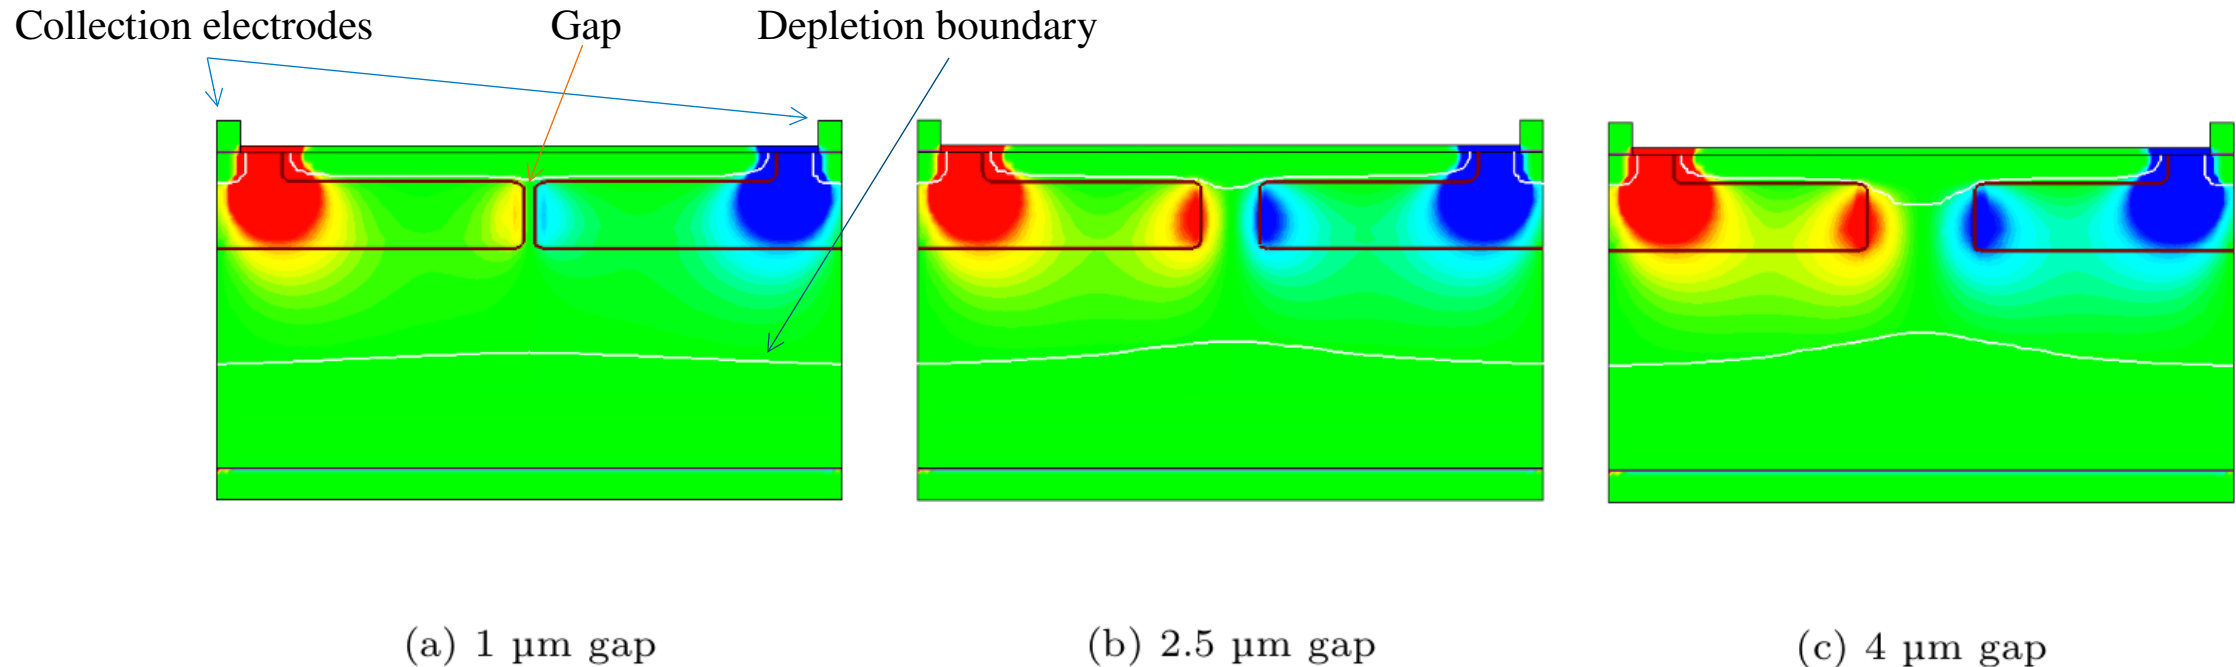 Collection electrodes Gap Depletion boundary
(a) 1 µm gap (b) 2.5 µm gap (c) 4 µm gap